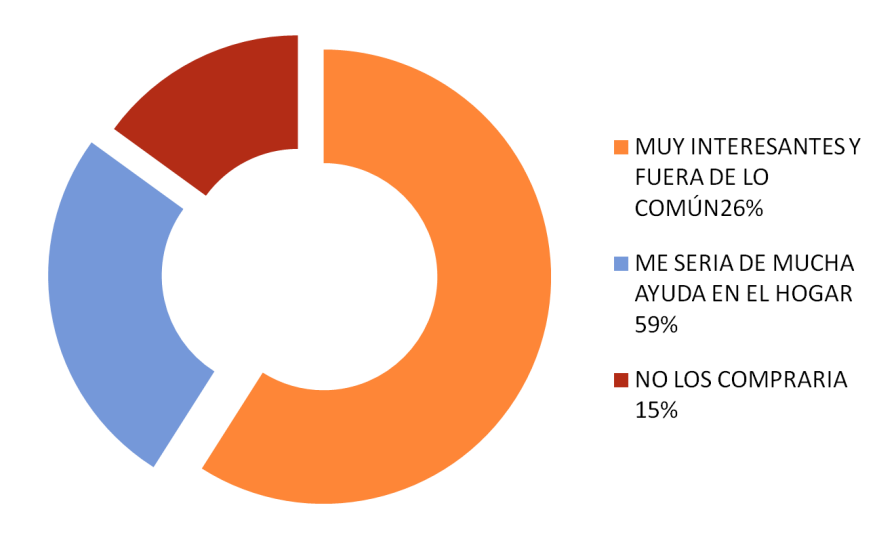 MUY INTERESANTES Y
FUERA DE LO
COMÚN26%
ME SERIA DE MUCHA
AYUDA EN EL HOGAR
59%
NO LOS COMPRARIA
15%